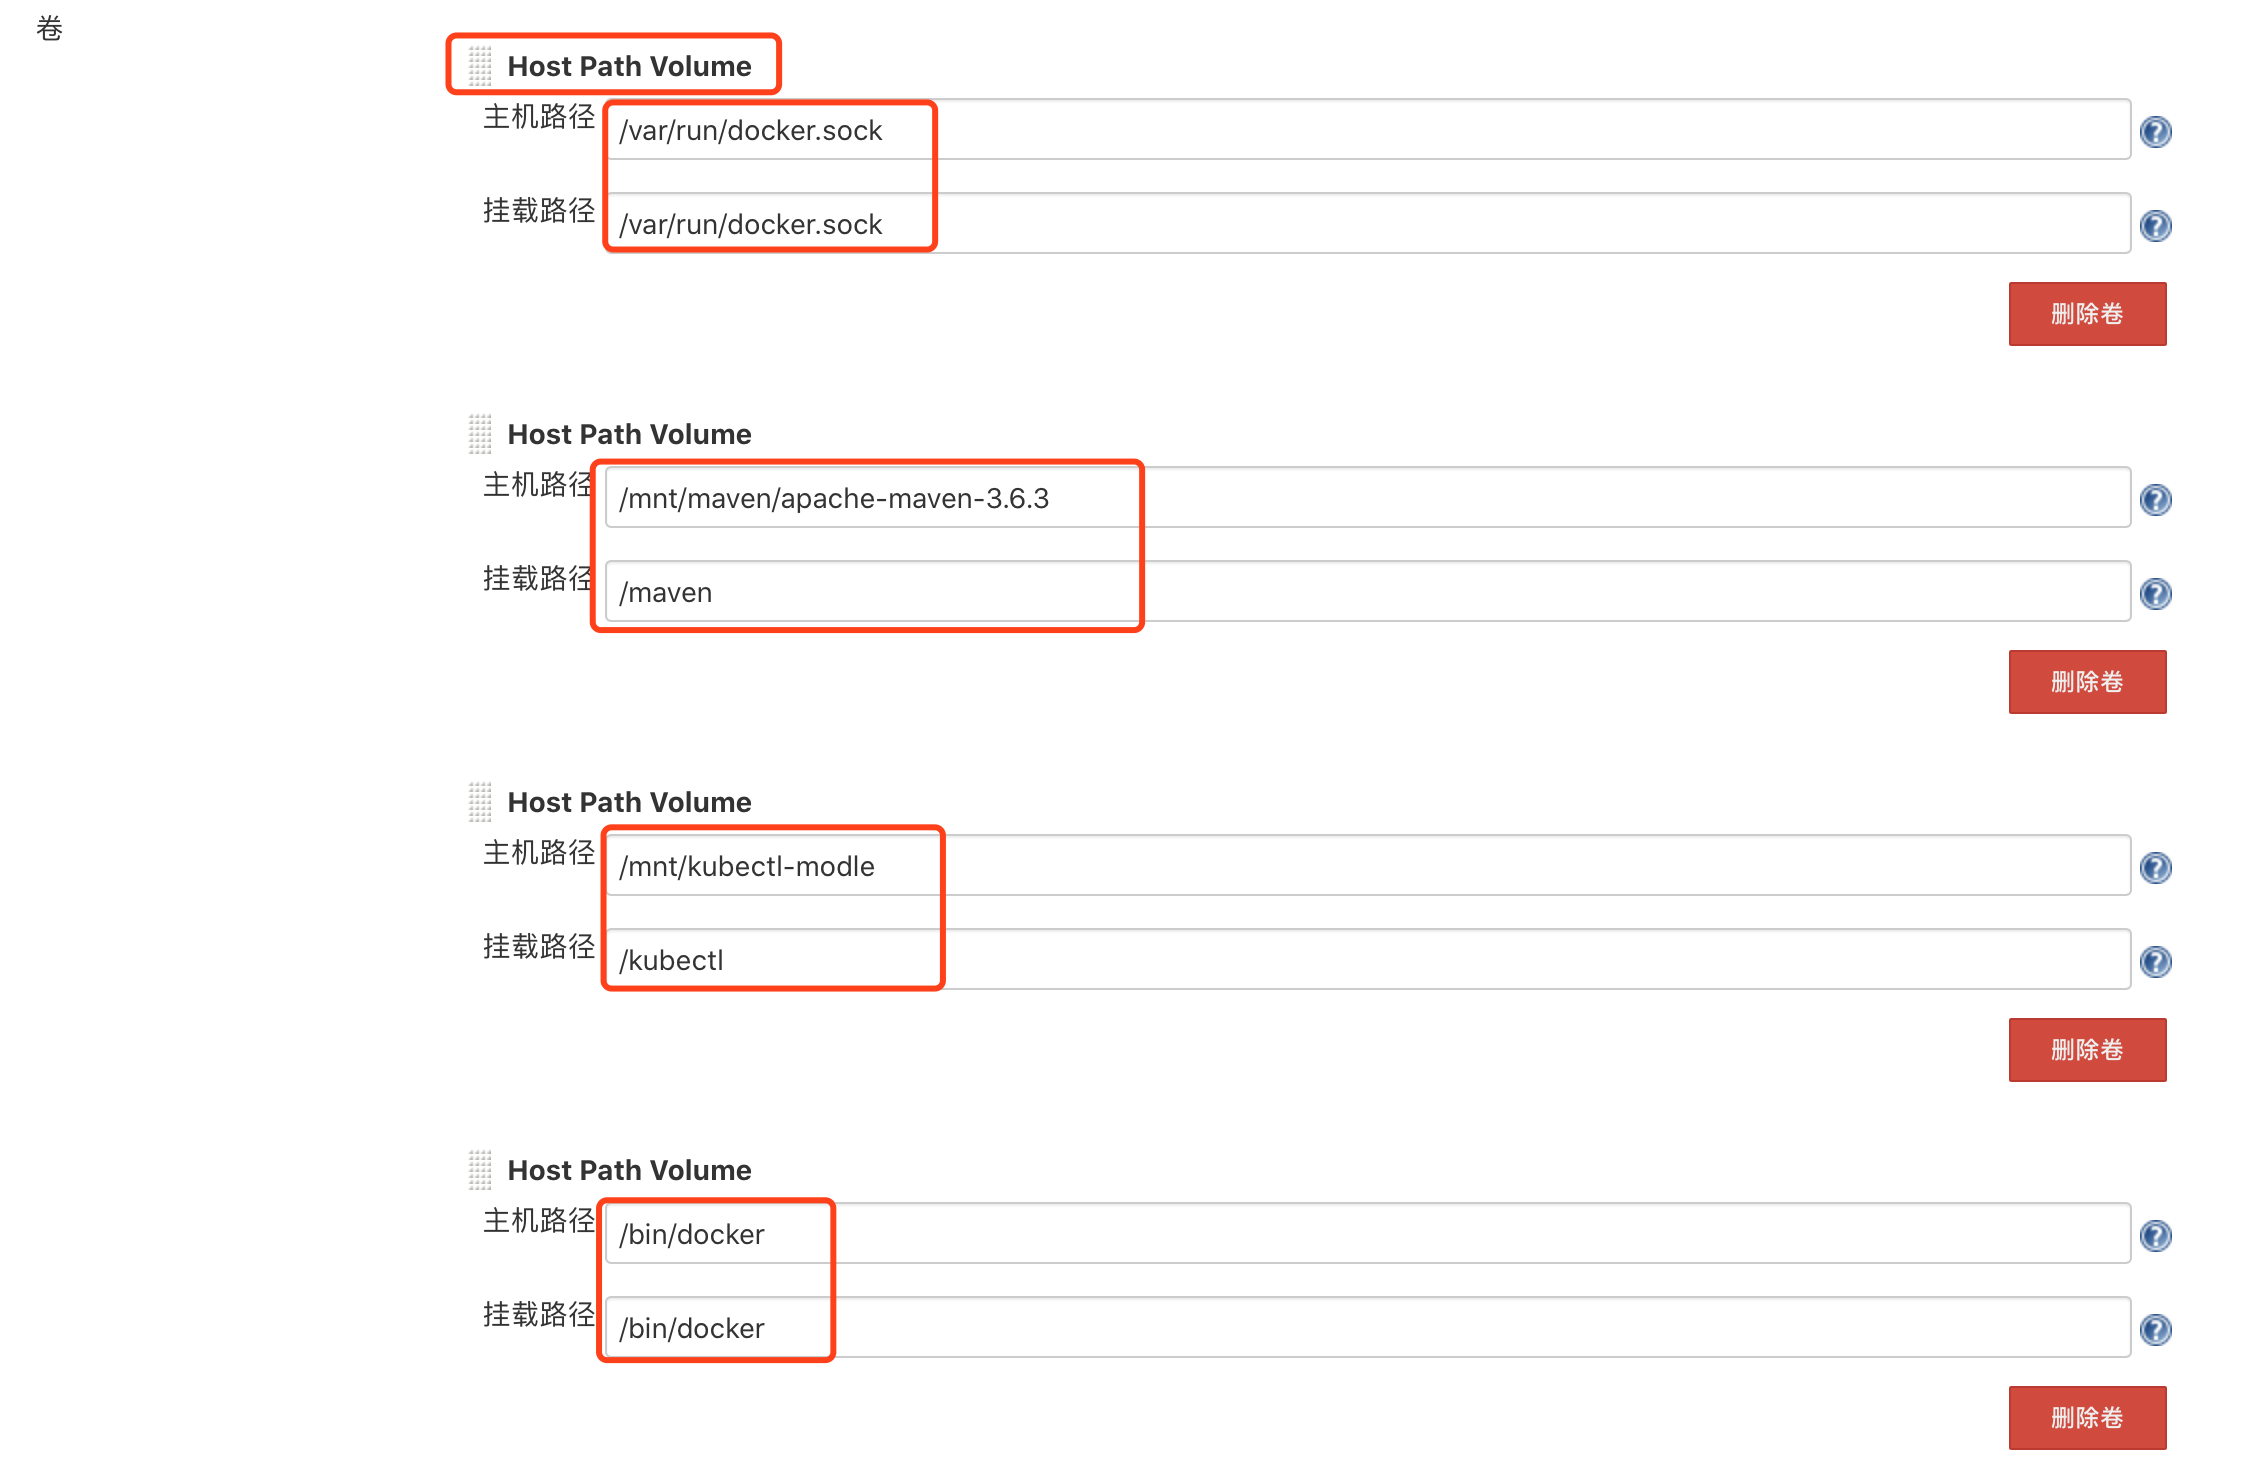 卷
Host Path Volume
主机路径 /var/run/docker.sock
挂载路径 /var/run/docker.sock
删除卷
Host Path Volume
主机路径 /mnt/maven/apache-maven-3.6.3
挂载路径 /maven
删除卷
Host Path Volume
主机路径 /mnt/kubectl-modle
挂载路径 /kubectl
删除卷
Host Path Volume
主机路径 /bin/docker
挂载路径 /bin/docker
删除卷